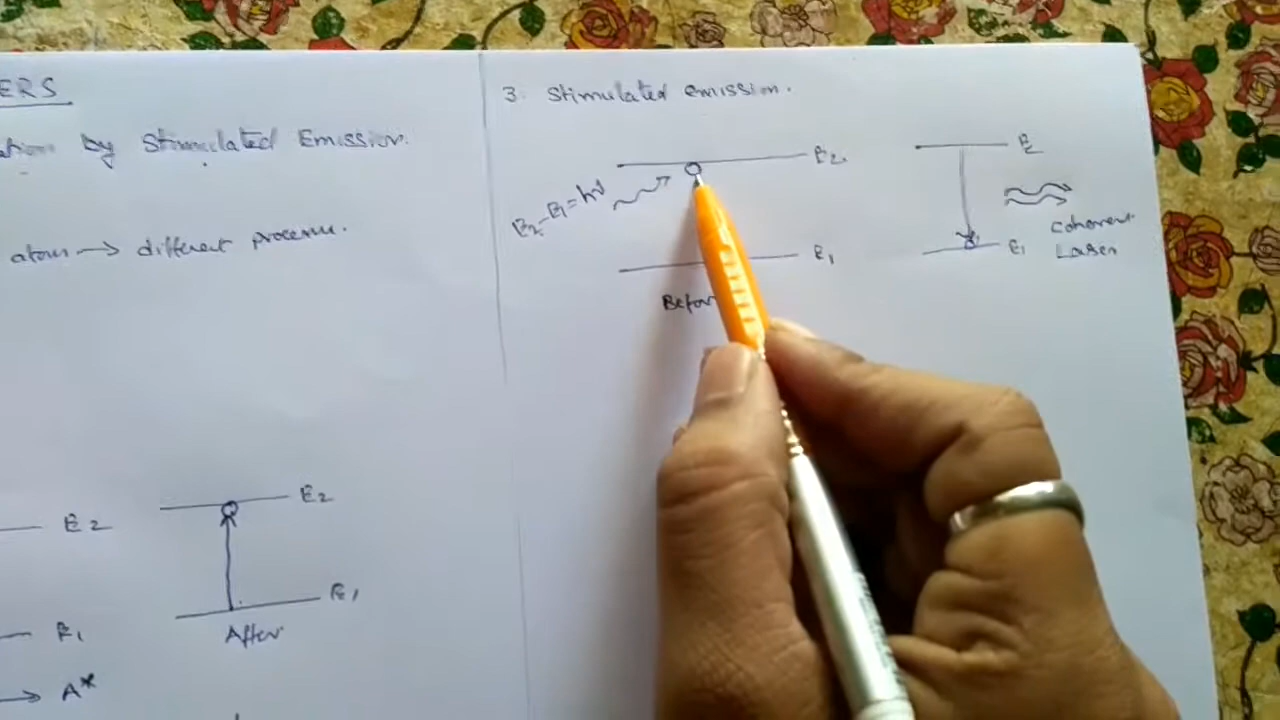 ERS
ation by Stimulated Emission.
atom → different process.
E2
E1
→ A*
E2
E1
After
3. Stimulated emission.
E2
E2-E1=hν
E1
Befor
E2
E1
Coherent
Laser